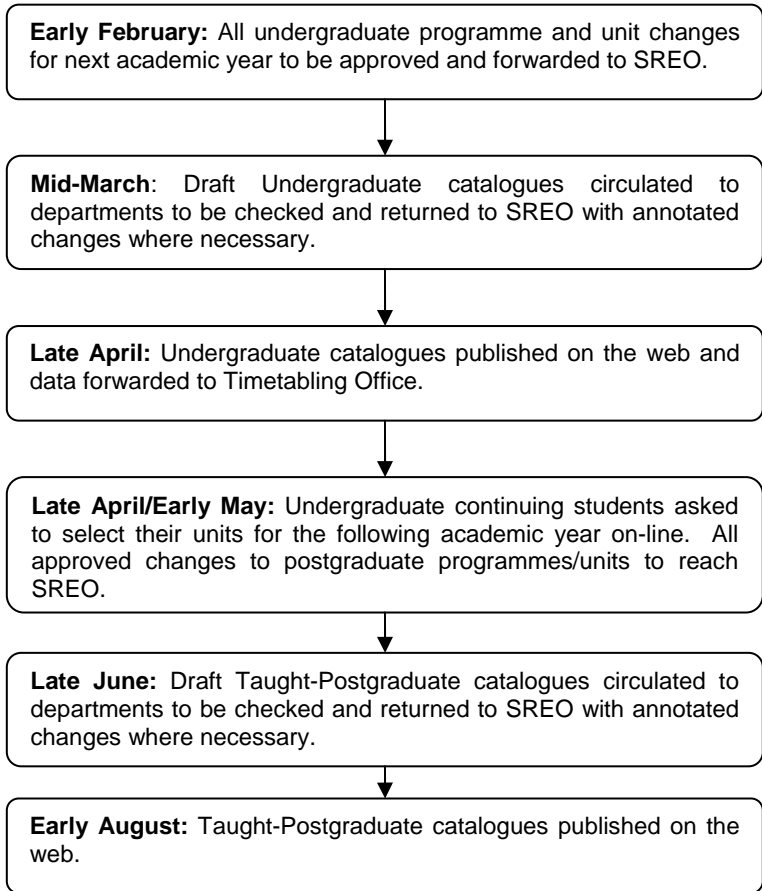 Early February: All undergraduate programme and unit changes
for next academic year to be approved and forwarded to SREO.
Mid-March: Draft Undergraduate catalogues circulated to
departments to be checked and returned to SREO with annotated
changes where necessary.
Late April: Undergraduate catalogues published on the web and
data forwarded to Timetabling Office.
Late April/Early May: Undergraduate continuing students asked
to select their units for the following academic year on-line. All
approved changes to postgraduate programmes/units to reach
SREO.
Late June: Draft Taught-Postgraduate catalogues circulated to
departments to be checked and returned to SREO with annotated
changes where necessary.
Early August: Taught-Postgraduate catalogues published on the
web.